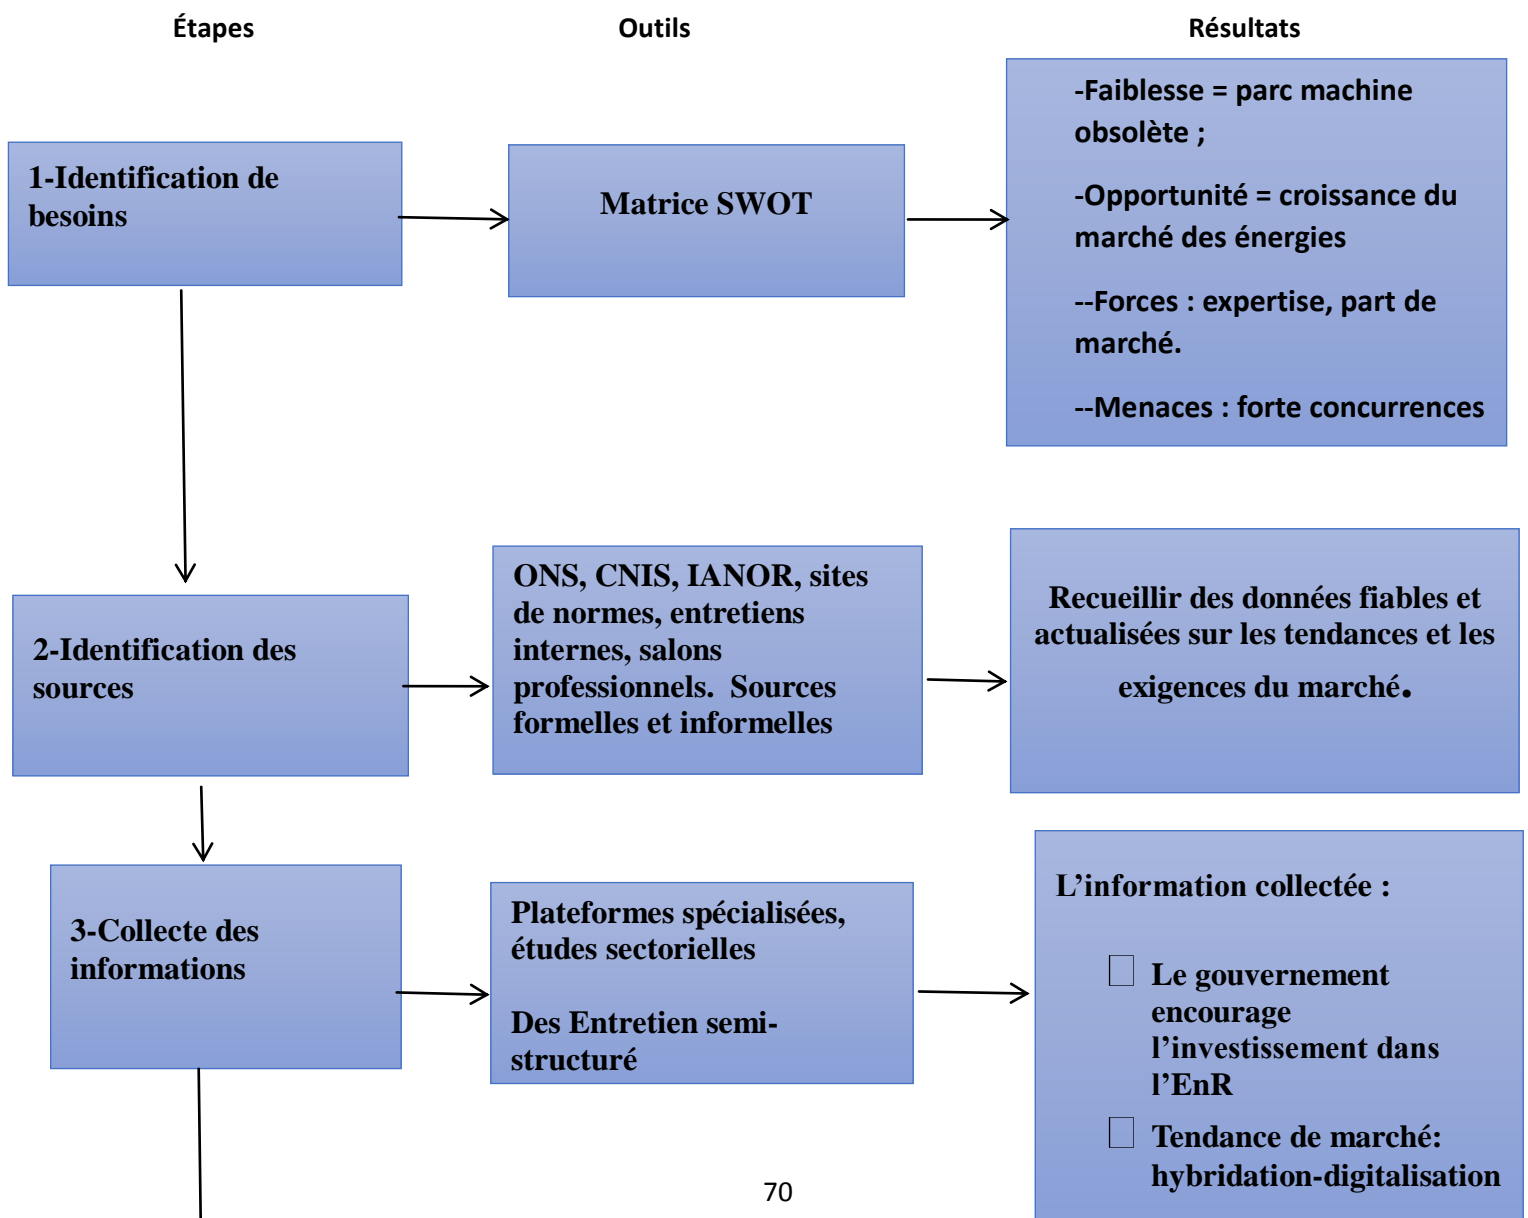 Étapes
Outils
Résultats
1-Identification de
besoins
Matrice SWOT
-Faiblesse = parc machine
obsolète ;
-Opportunité = croissance du
marché des énergies
--Forces : expertise, part de
marché.
--Menaces : forte concurrences
2-Identification des
sources
ONS, CNIS, IANOR, sites
de normes, entretiens
internes, salons
professionnels.  Sources
formelles et informelles
Recueillir des données fiables et
actualisées sur les tendances et les
exigences du marché.
3-Collecte des
informations
Plateformes spécialisées,
études sectorielles
Des Entretien semi-
structuré
L’information collectée :
Le gouvernement
encourage
l’investissement dans
l’EnR
Tendance de marché:
hybridation-digitalisation
70